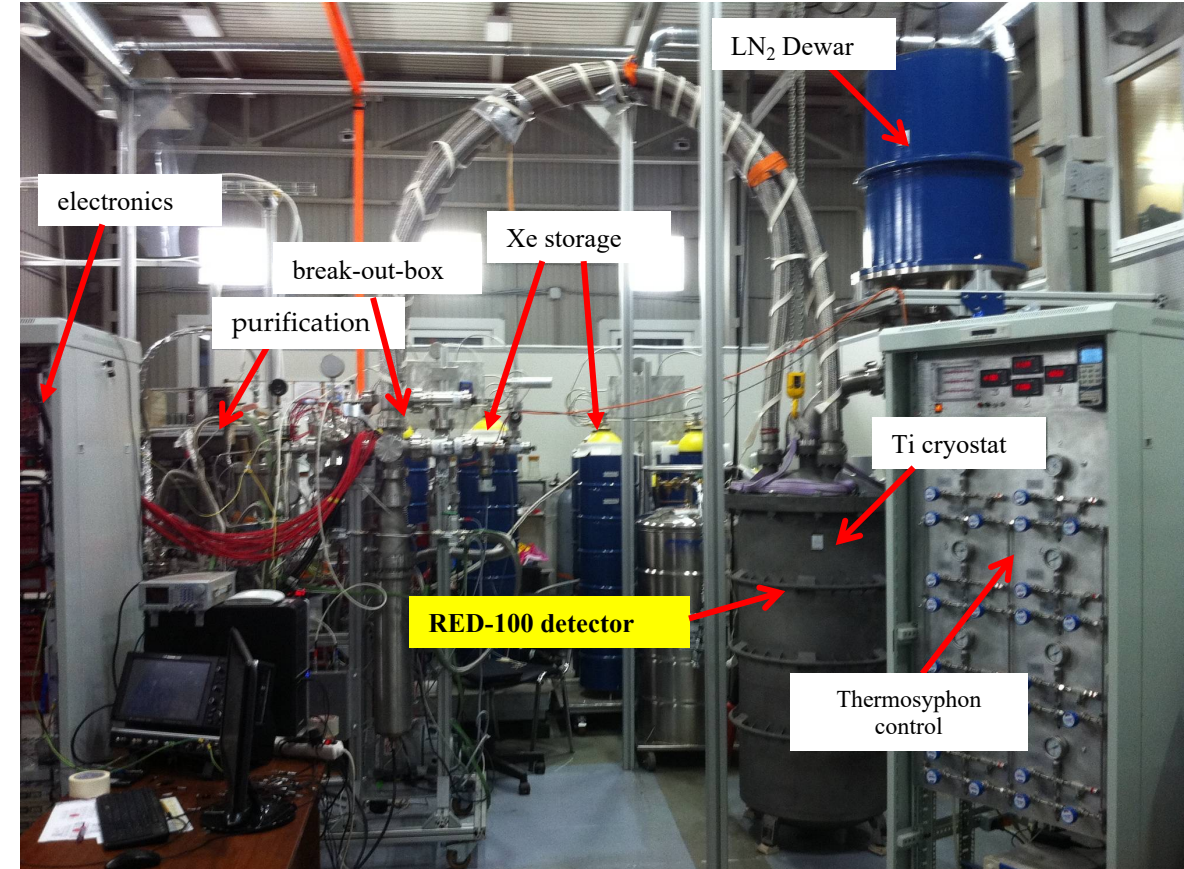 LN₂ Dewar
electronics
Xe storage
break-out-box
purification
Ti cryostat
RED-100 detector
Thermosyphon
control